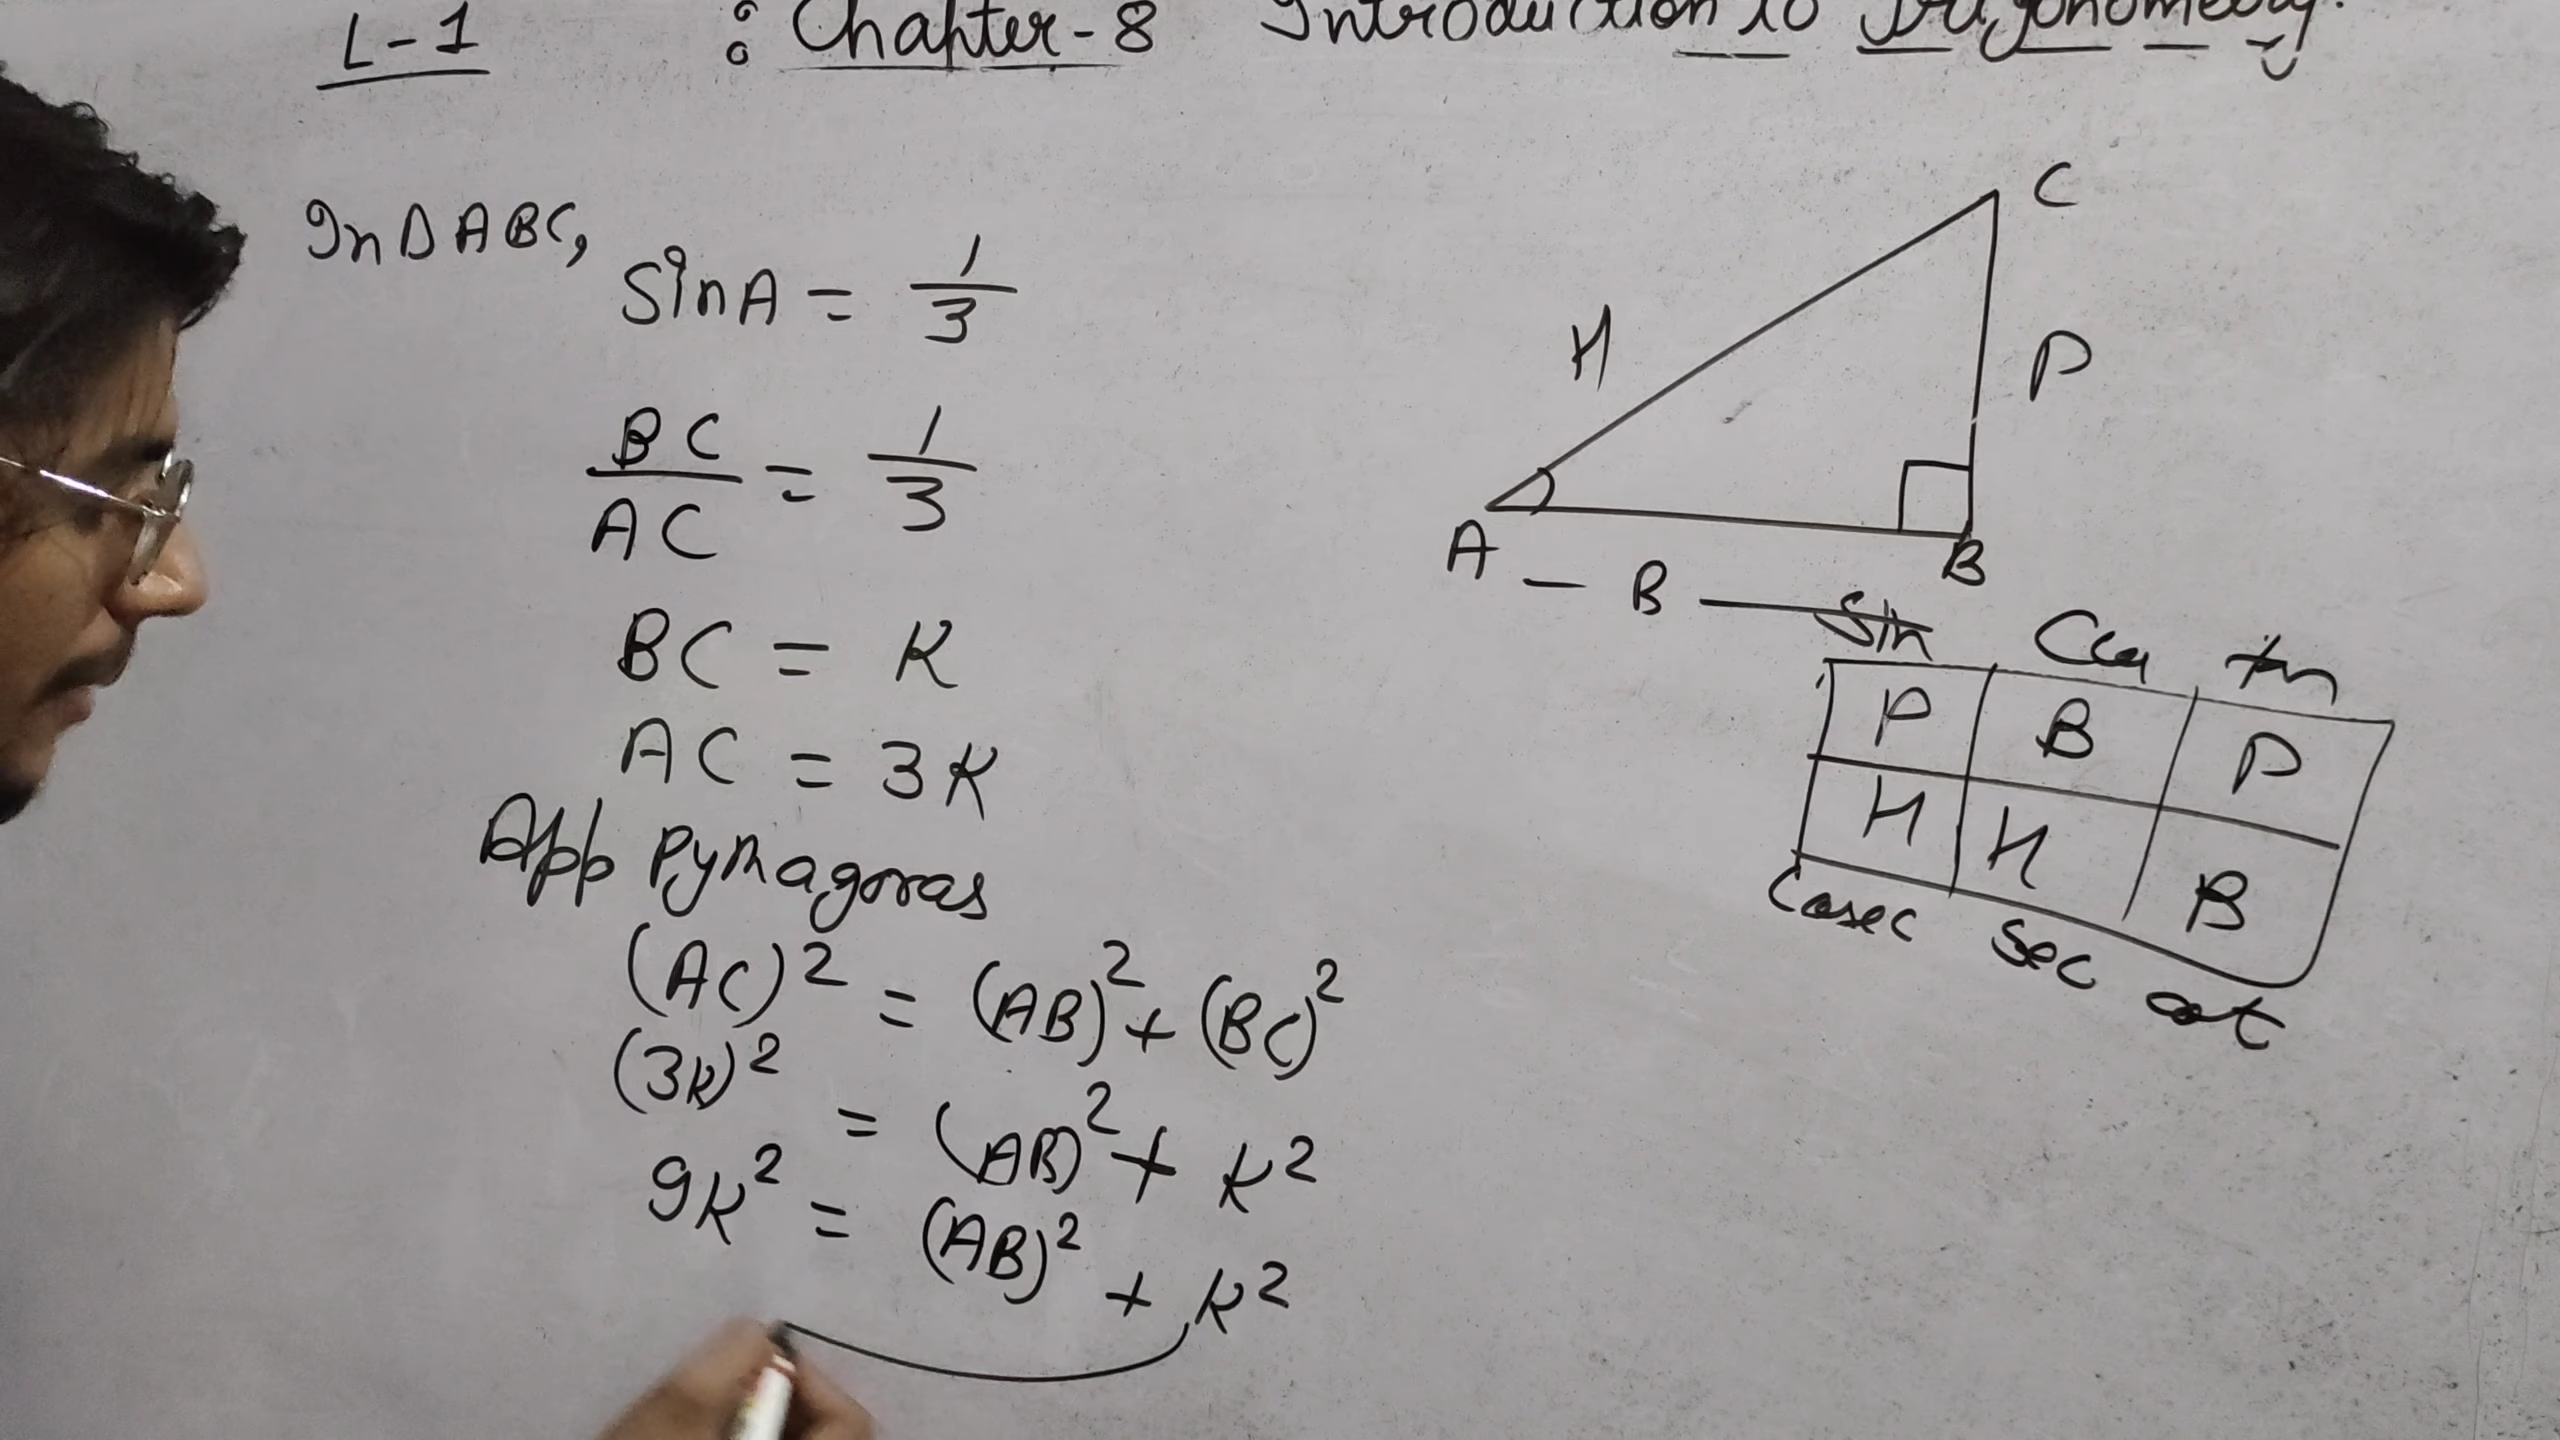 L-1 : Chapter-8 Introduction to Trigonometry.
In Δ ABC,
SinA = 1/3
BC/AC = 1/3
BC = K
AC = 3K
App Pythagoras
(AC)² = (AB)² + (BC)²
(3K)² = (AB)² + K²
9K² = (AB)² + K²
C
H
P
A
B
— B —
Sin Cos tan
P B P
H H B
Cosec Sec cot